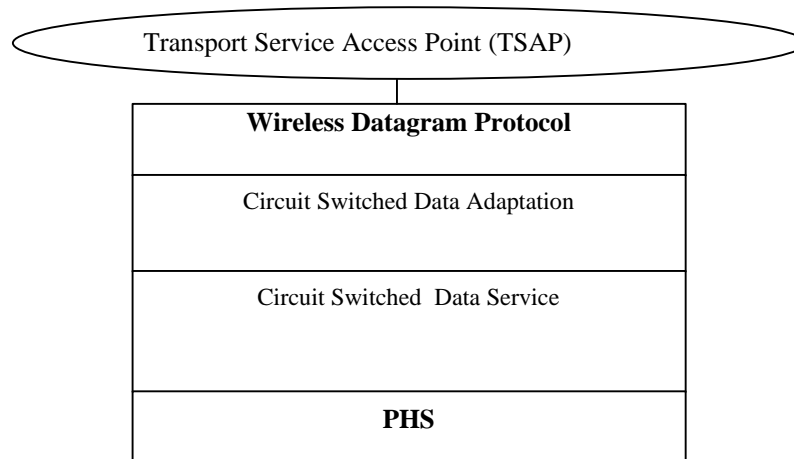 Transport Service Access Point (TSAP)
Wireless Datagram Protocol
Circuit Switched Data Adaptation
Circuit Switched Data Service
PHS